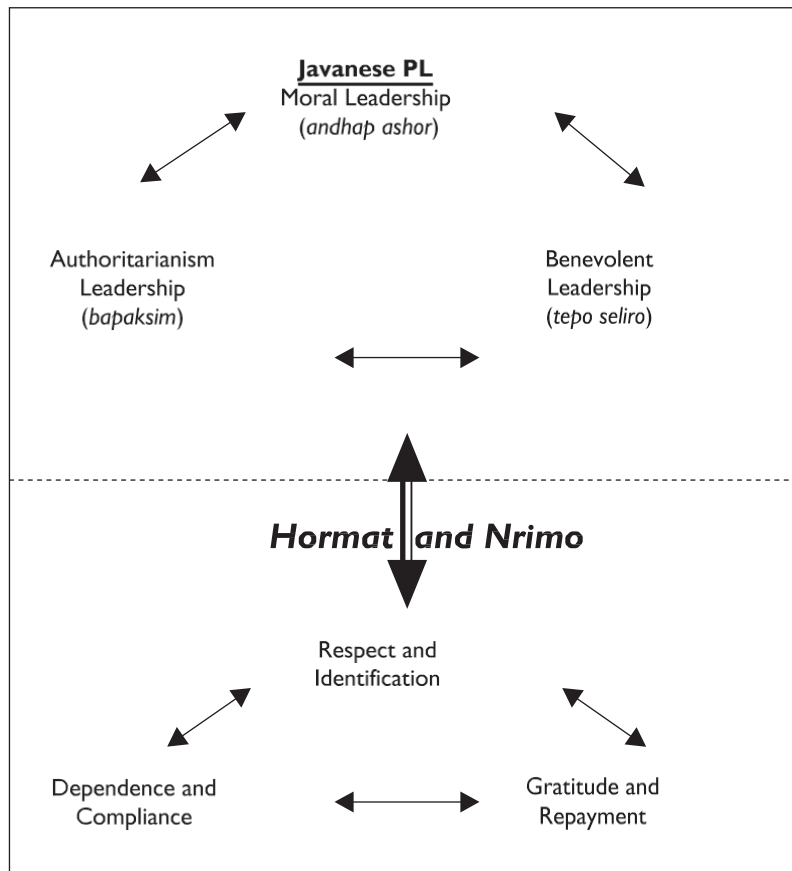 Javanese PL
Moral Leadership
(andhap ashor)
Authoritarianism
Leadership
(bapaksim)
Benevolent
Leadership
(tepo seliro)
Hormat and Nrimo
Respect and
Identification
Dependence and
Compliance
Gratitude and
Repayment